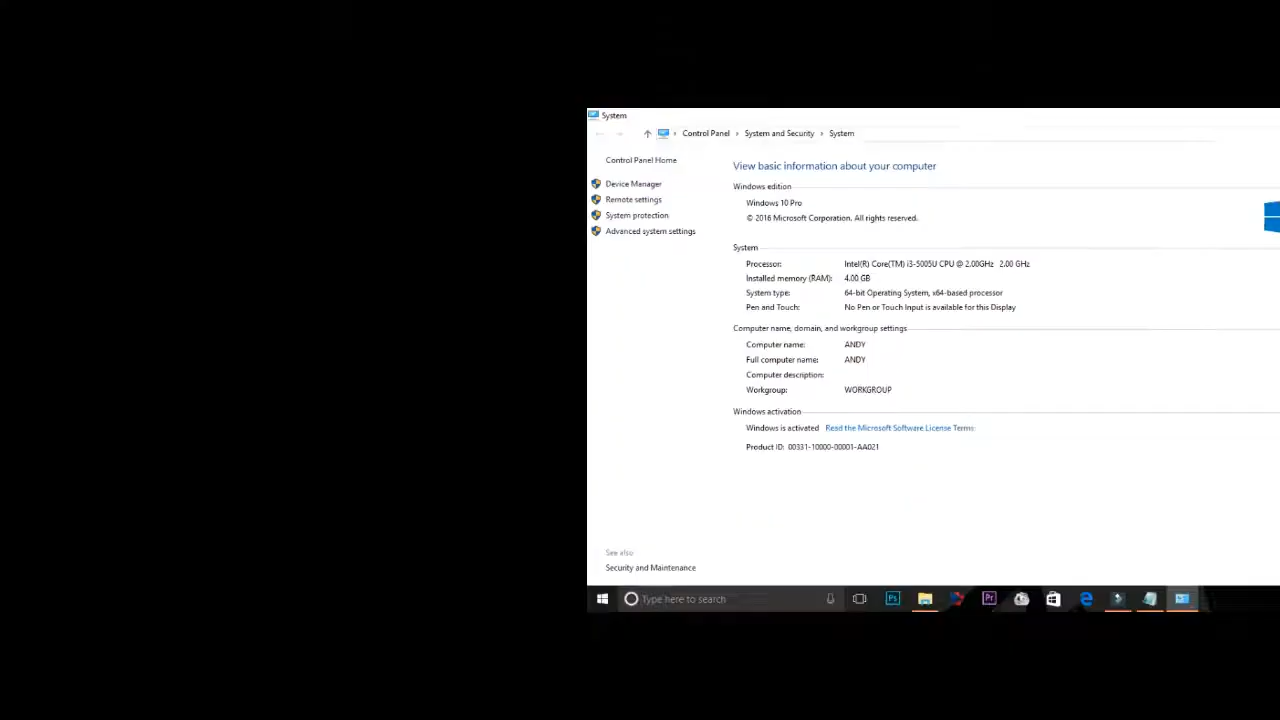 System
Control Panel › System and Security › System
Control Panel Home
Device Manager
Remote settings
System protection
Advanced system settings
View basic information about your computer
Windows edition
Windows 10 Pro
© 2016 Microsoft Corporation. All rights reserved.
System
Processor: Intel(R) Core(TM) i3-5005U CPU @ 2.00GHz 2.00 GHz
Installed memory (RAM): 4.00 GB
System type: 64-bit Operating System, x64-based processor
Pen and Touch: No Pen or Touch Input is available for this Display
Computer name, domain, and workgroup settings
Computer name: ANDY
Full computer name: ANDY
Computer description:
Workgroup: WORKGROUP
Windows activation
Windows is activated Read the Microsoft Software License Terms
Product ID: 00331-10000-00001-AA021
See also
Security and Maintenance
Type here to search
Ps
Pr